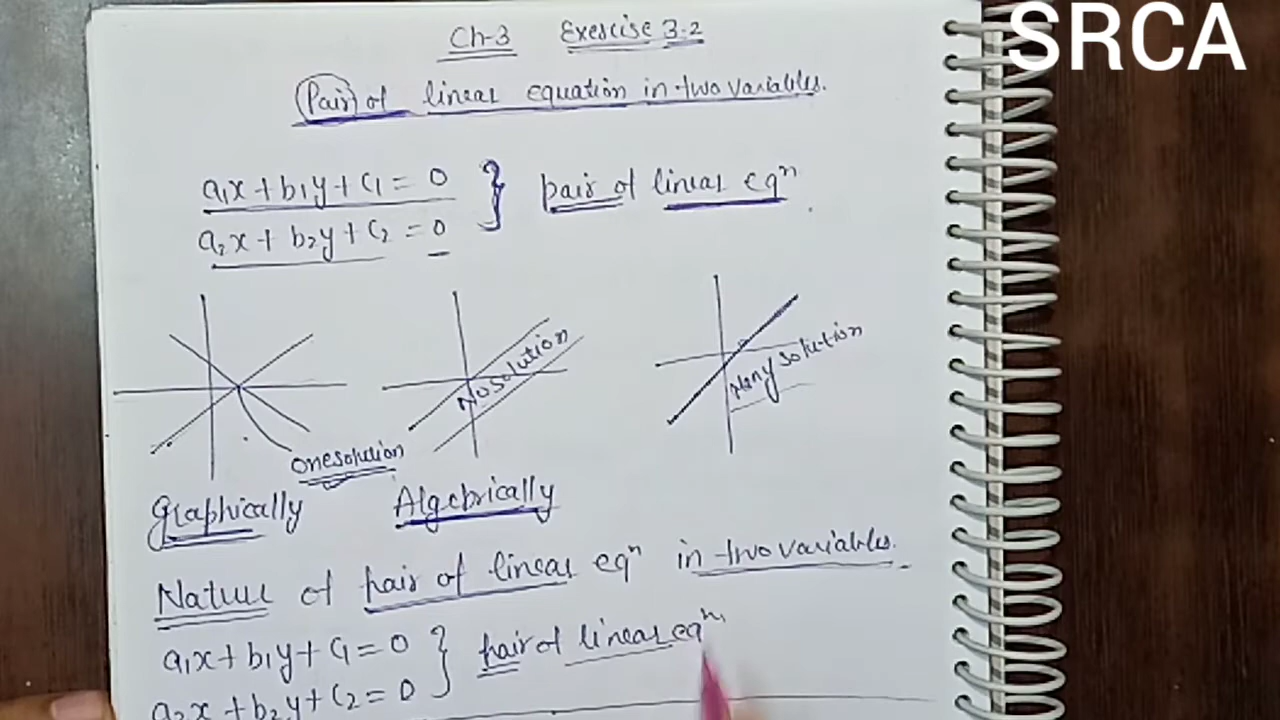 SRCA
Ch-3 Exercise 3.2
Pair of linear equation in two variables.
a₁x + b₁y + c₁ = 0
a₂x + b₂y + c₂ = 0
} pair of linear eqⁿ
One solution
No solution
Many solution
Graphically Algebrically
Nature of pair of linear eqⁿ in two variables.
a₁x + b₁y + c₁ = 0
a₂x + b₂y + c₂ = 0
} pair of linear eqⁿ